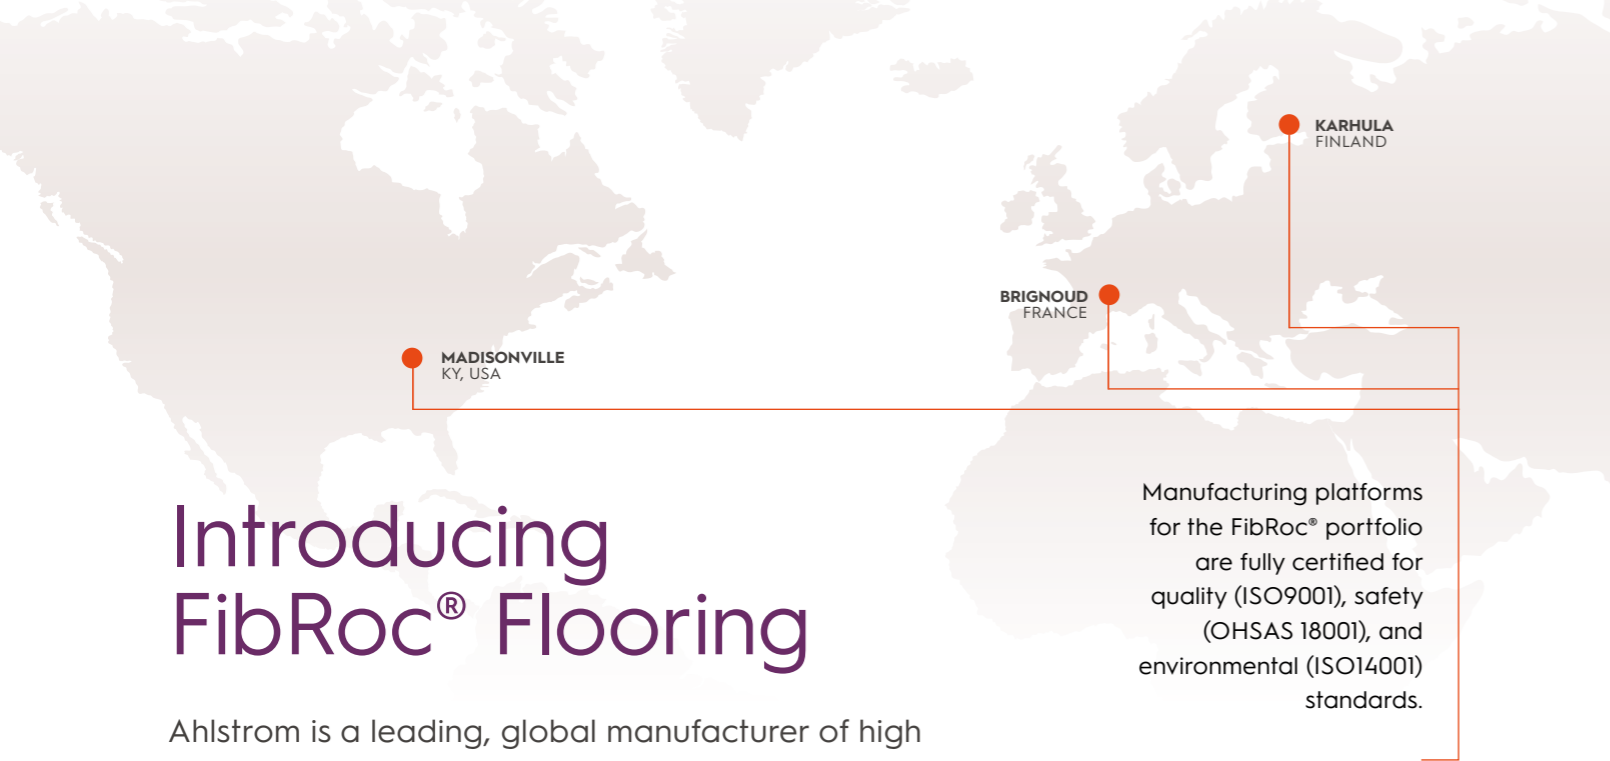 KARHULA
FINLAND
BRIGNOUD
FRANCE
MADISONVILLE
KY, USA
Introducing
FibRoc® Flooring
Ahlstrom is a leading, global manufacturer of high
Manufacturing platforms
for the FibRoc® portfolio
are fully certified for
quality (ISO9001), safety
(OHSAS 18001), and
environmental (ISO14001)
standards.